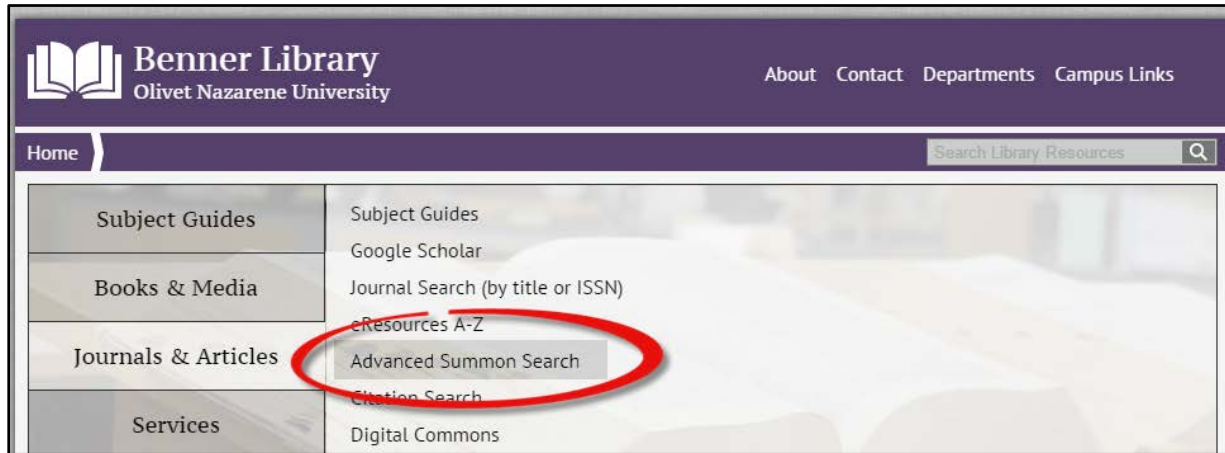 Benner Library
Olivet Nazarene University
About Contact Departments Campus Links
Home
Search Library Resources
Subject Guides
Books & Media
Journals & Articles
Services
Subject Guides
Google Scholar
Journal Search (by title or ISSN)
eResources A-Z
Advanced Summon Search
Citation Search
Digital Commons